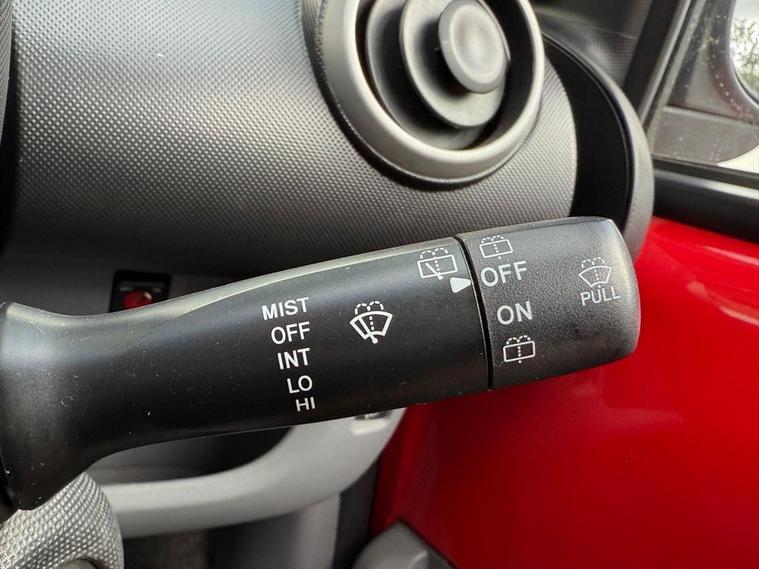 MIST
OFF
INT
LO
HI
OFF
ON
PULL